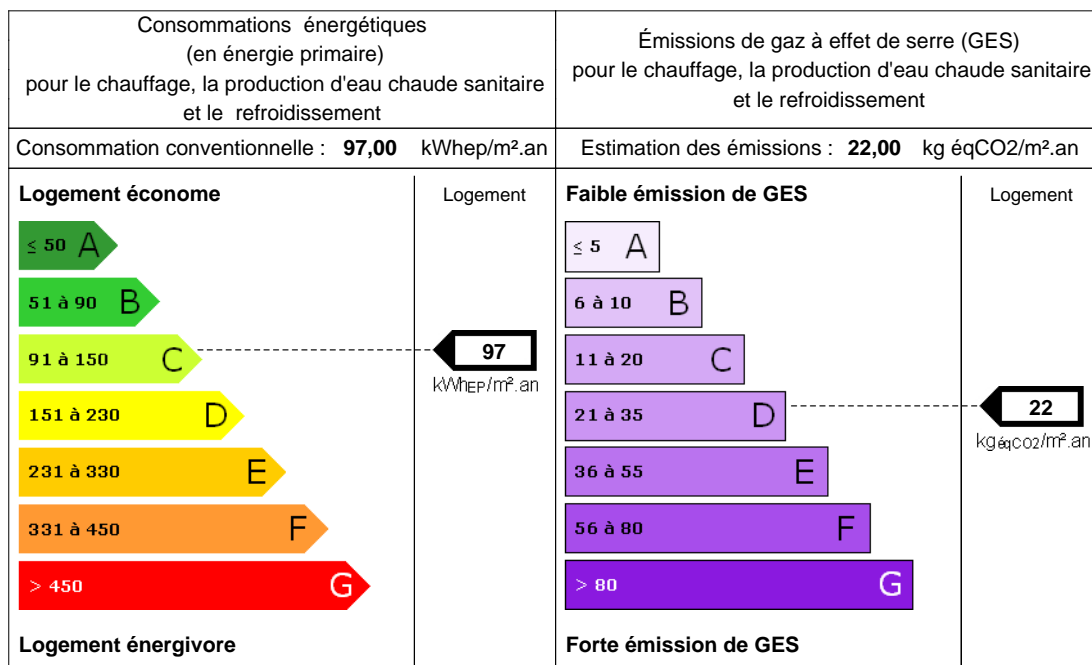 Consommations énergétiques
(en énergie primaire)
pour le chauffage, la production d'eau chaude sanitaire
et le refroidissement
Émissions de gaz à effet de serre (GES)
pour le chauffage, la production d'eau chaude sanitaire
et le refroidissement
Consommation conventionnelle : 97,00 kWhep/m².an
Estimation des émissions : 22,00 kg éqCO2/m².an
Logement économe
Logement
≤ 50 A
51 à 90 B
91 à 150 C
151 à 230 D
231 à 330 E
331 à 450 F
> 450 G
97
kWhEP/m².an
Logement énergivore
Faible émission de GES
Logement
≤ 5 A
6 à 10 B
11 à 20 C
21 à 35 D
36 à 55 E
56 à 80 F
> 80 G
22
kgéqCO2/m².an
Forte émission de GES